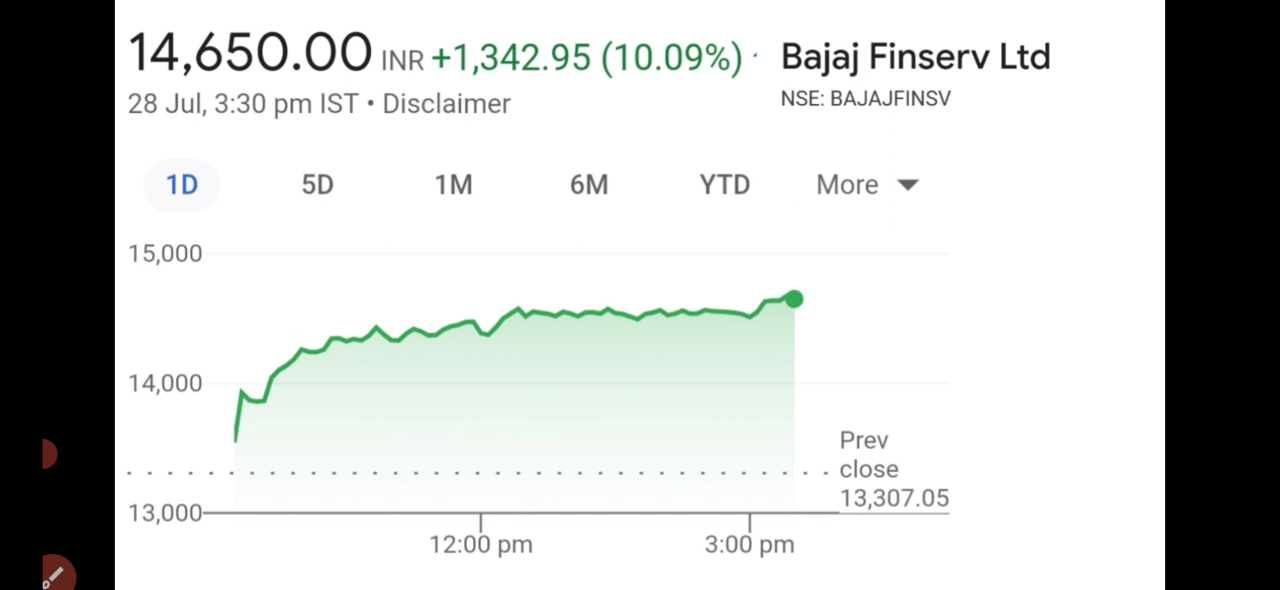 14,650.00 INR +1,342.95 (10.09%) Bajaj Finserv Ltd
28 Jul, 3:30 pm IST • Disclaimer NSE: BAJAJFINSV
1D 5D 1M 6M YTD More
15,000
14,000
13,000
Prev
close
13,307.05
12:00 pm 3:00 pm